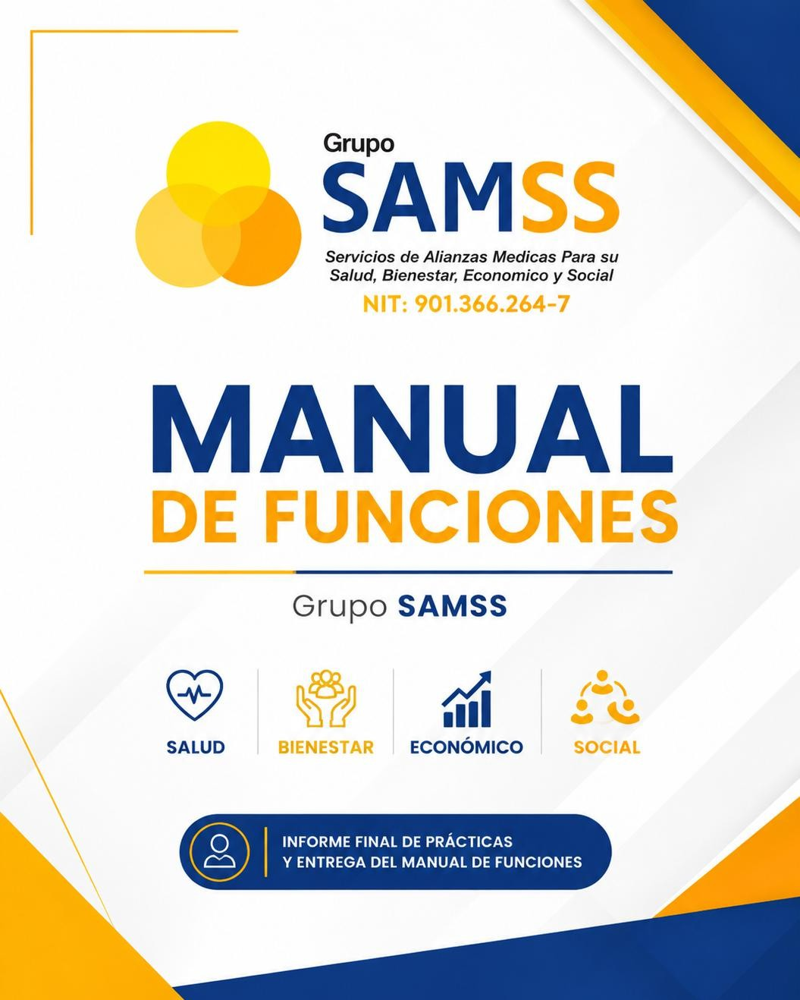 Grupo
SAMSS
Servicios de Alianzas Medicas Para su
Salud, Bienestar, Economico y Social
NIT: 901.366.264-7
MANUAL
DE FUNCIONES
Grupo SAMSS
SALUD
BIENESTAR
ECONÓMICO
SOCIAL
INFORME FINAL DE PRÁCTICAS
Y ENTREGA DEL MANUAL DE FUNCIONES